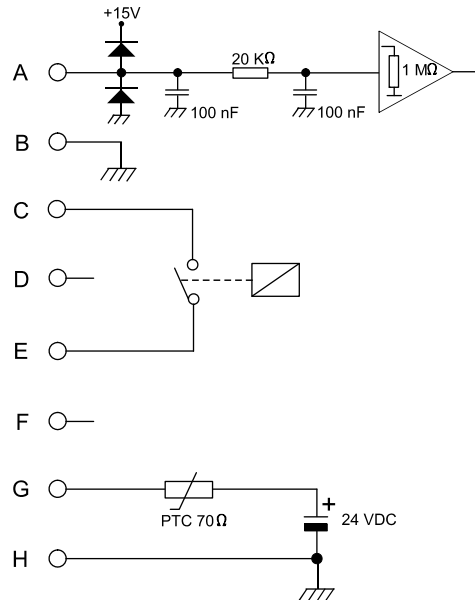 +15V
A
20 KΩ
1 MΩ
100 nF
100 nF
B
C
D
E
F
G
PTC 70Ω
+
24 VDC
H